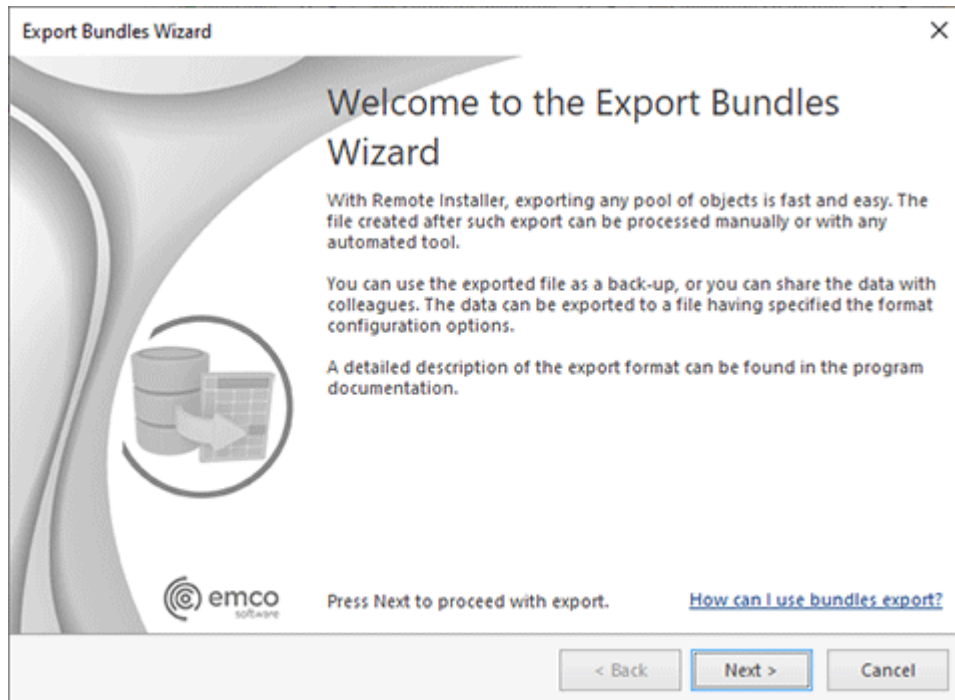 Export Bundles Wizard
Welcome to the Export Bundles
Wizard
With Remote Installer, exporting any pool of objects is fast and easy. The
file created after such export can be processed manually or with any
automated tool.
You can use the exported file as a back-up, or you can share the data with
colleagues. The data can be exported to a file having specified the format
configuration options.
A detailed description of the export format can be found in the program
documentation.
emco
software
Press Next to proceed with export.
How can I use bundles export?
< Back
Next >
Cancel